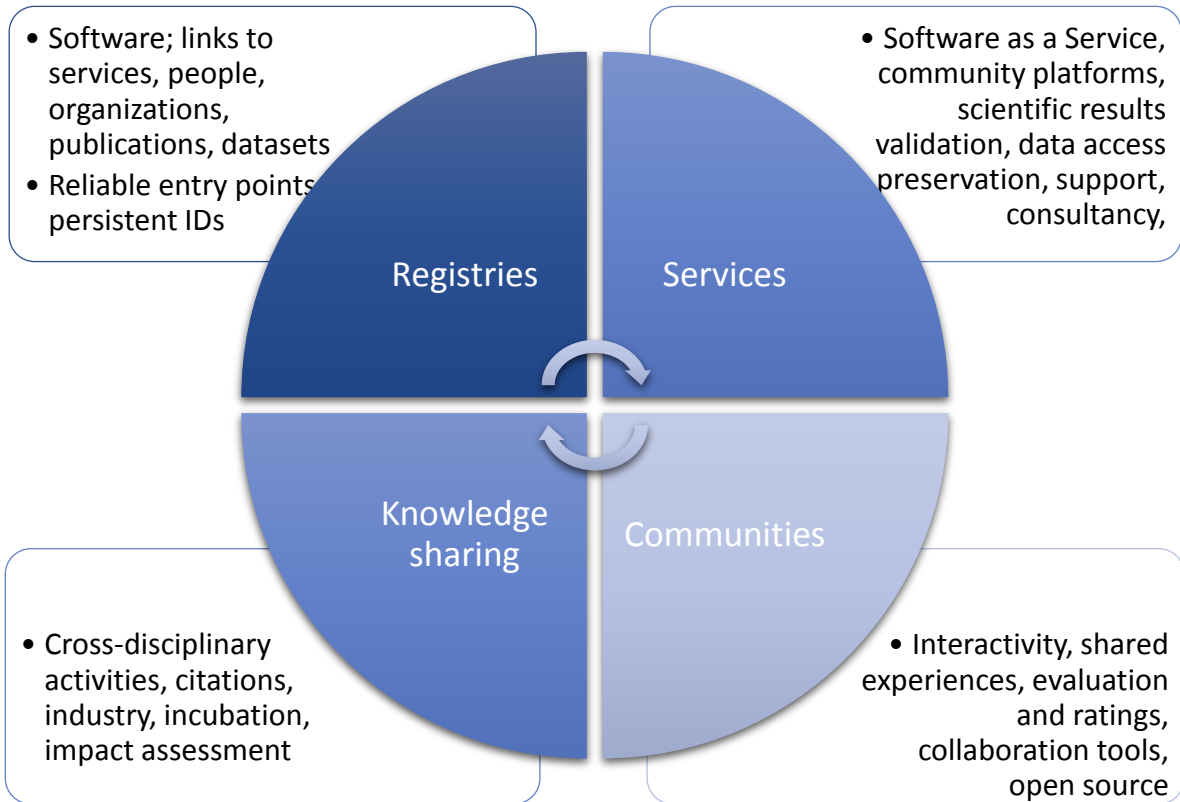 • Software; links to
services, people,
organizations,
publications, datasets
• Reliable entry points
persistent IDs
• Software as a Service,
community platforms,
scientific results
validation, data access
preservation, support,
consultancy,
Registries
Services
Knowledge
sharing
Communities
• Cross-disciplinary
activities, citations,
industry, incubation,
impact assessment
• Interactivity, shared
experiences, evaluation
and ratings,
collaboration tools,
open source